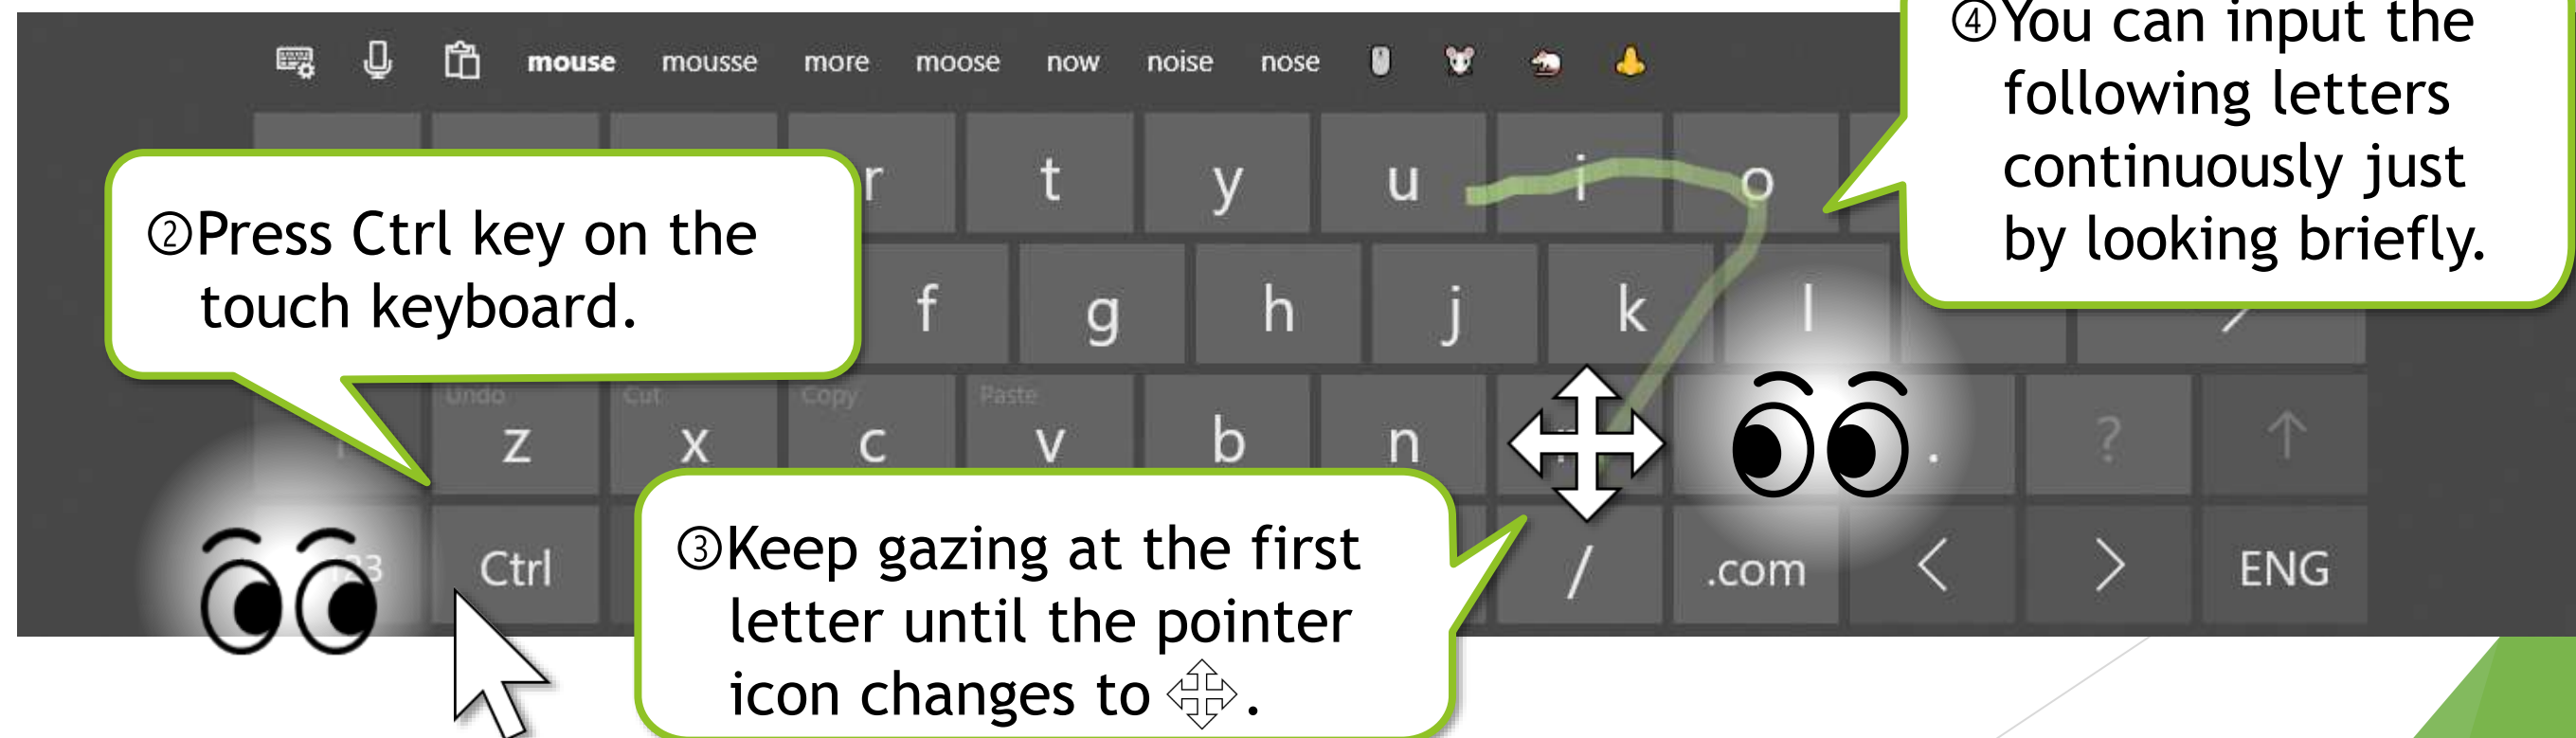 ④You can input the
following letters
continuously just
by looking briefly.
mouse mousse more moose now noise nose
r t y u i o
②Press Ctrl key on the
touch keyboard.
f g h j k l
Undo Cut Copy Paste
z x c v b n . ? ↑
③Keep gazing at the first
letter until the pointer
icon changes to .
Ctrl / .com < > ENG